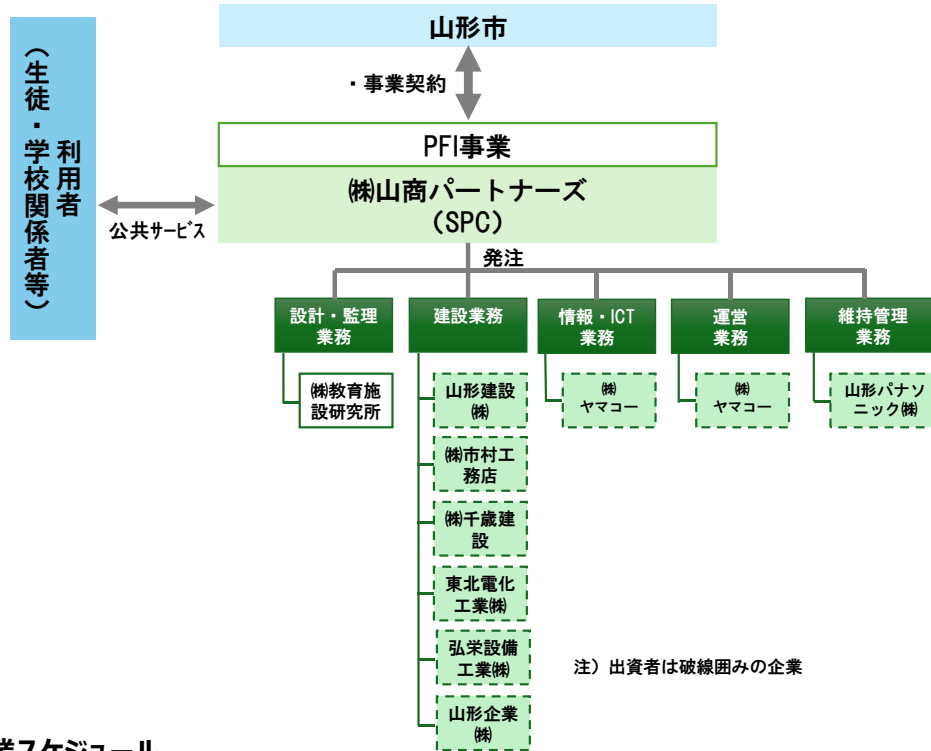 山形市
・事業契約
PFI事業
㈱山商パートナーズ
（SPC）
利用者
（生徒・学校関係者等）
公共サービス
発注
設計・監理
業務
建設業務
情報・ICT
業務
運営
業務
維持管理
業務
㈱教育施
設研究所
山形建設
㈱
㈱
ヤマコー
㈱
ヤマコー
山形パナソ
ニック㈱
㈱市村工
務店
㈱千歳建
設
東北電化
工業㈱
弘栄設備
工業㈱
山形企業
㈱
注）出資者は破線囲みの企業
業スケジュール